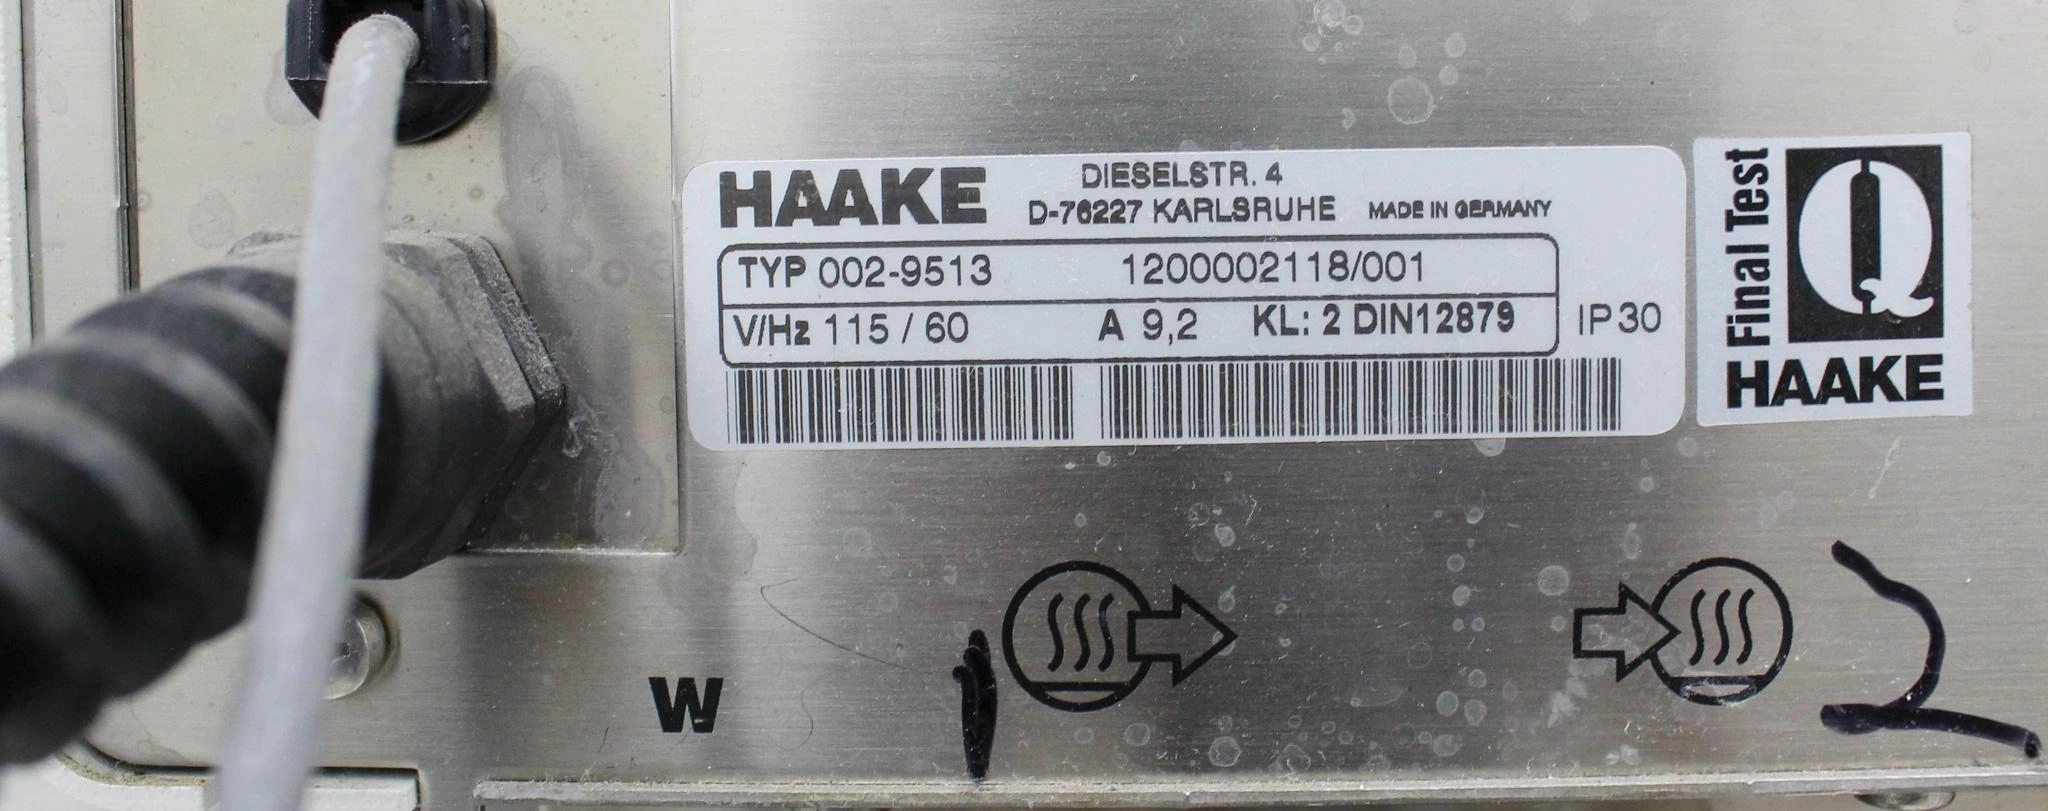 HAAKE
DIESELSTR. 4
D-76227 KARLSRUHE MADE IN GERMANY
TYP 002-9513 1200002118/001
V/Hz 115 / 60 A 9,2 KL: 2 DIN12879 IP30
Final Test
Q
HAAKE
W
1
2